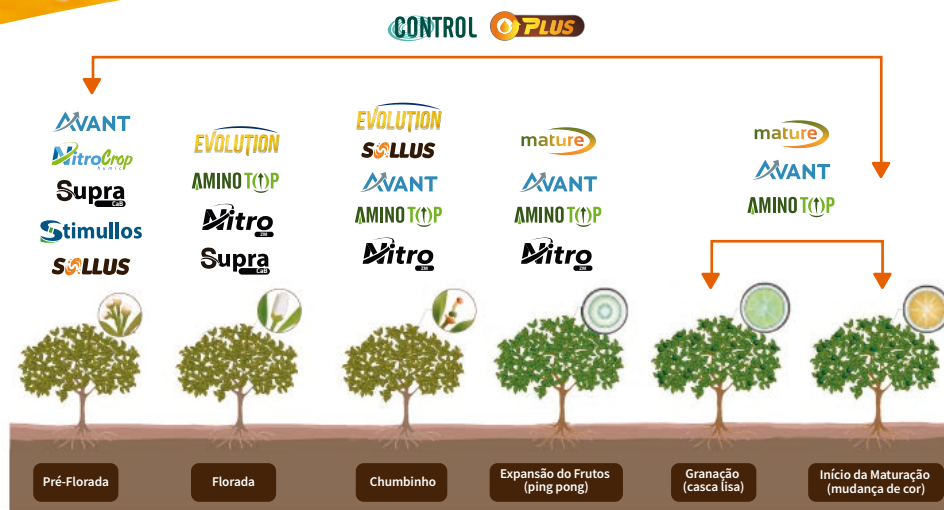 CONTROL PLUS
AVANT
NitroCrop
humic
Supra
CaB
Stimullos
SOLLUS
EVOLUTION
AMINO TOP
Nitro
ZM
Supra
CaB
EVOLUTION
SOLLUS
AVANT
AMINO TOP
Nitro
ZM
mature
AVANT
AMINO TOP
Nitro
ZM
mature
AVANT
AMINO TOP
Pré-Florada
Florada
Chumbinho
Expansão do Frutos
(ping pong)
Granação
(casca lisa)
Início da Maturação
(mudança de cor)